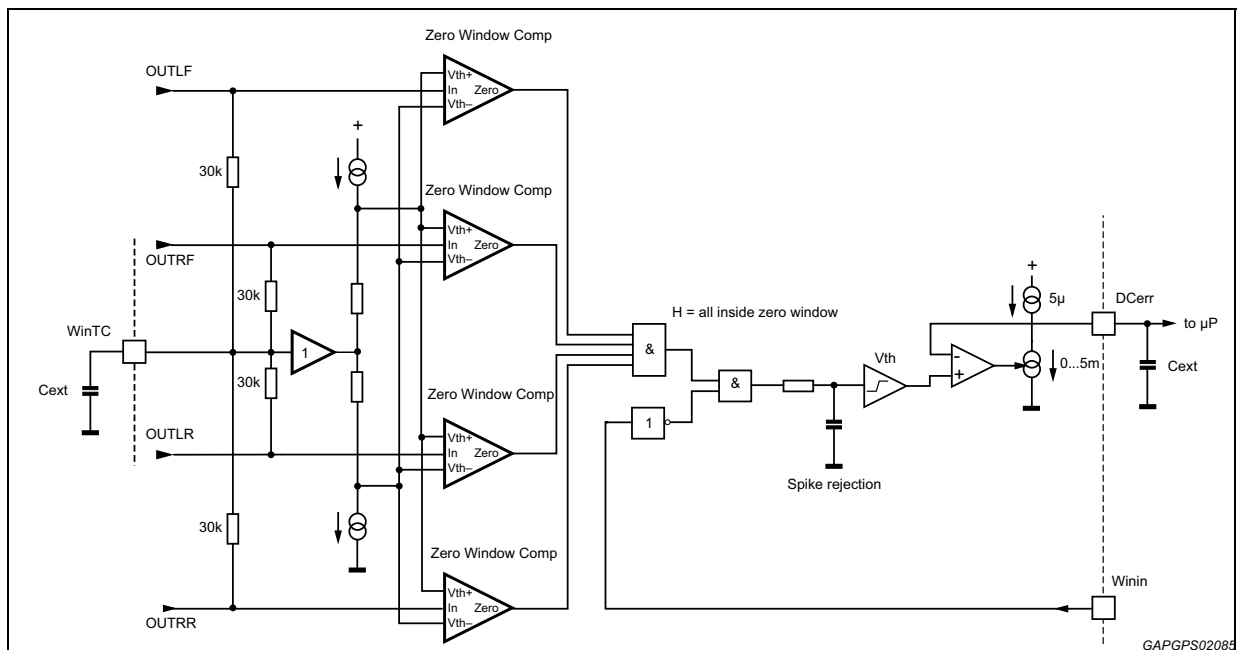 Zero Window Comp
OUTLF
Vth+
In Zero
Vth–
+
30k
Zero Window Comp
OUTRF
Vth+
In Zero
Vth–
30k
+
5µ
DCerr
to µP
H = all inside zero window
WinTC
1
&
Vth
-
+
0...5m
Cext
&
Cext
30k
Zero Window Comp
1
OUTLR
Vth+
In Zero
Vth–
Spike rejection
30k
Zero Window Comp
Winin
Vth+
In Zero
Vth–
OUTRR
GAPGPS02085